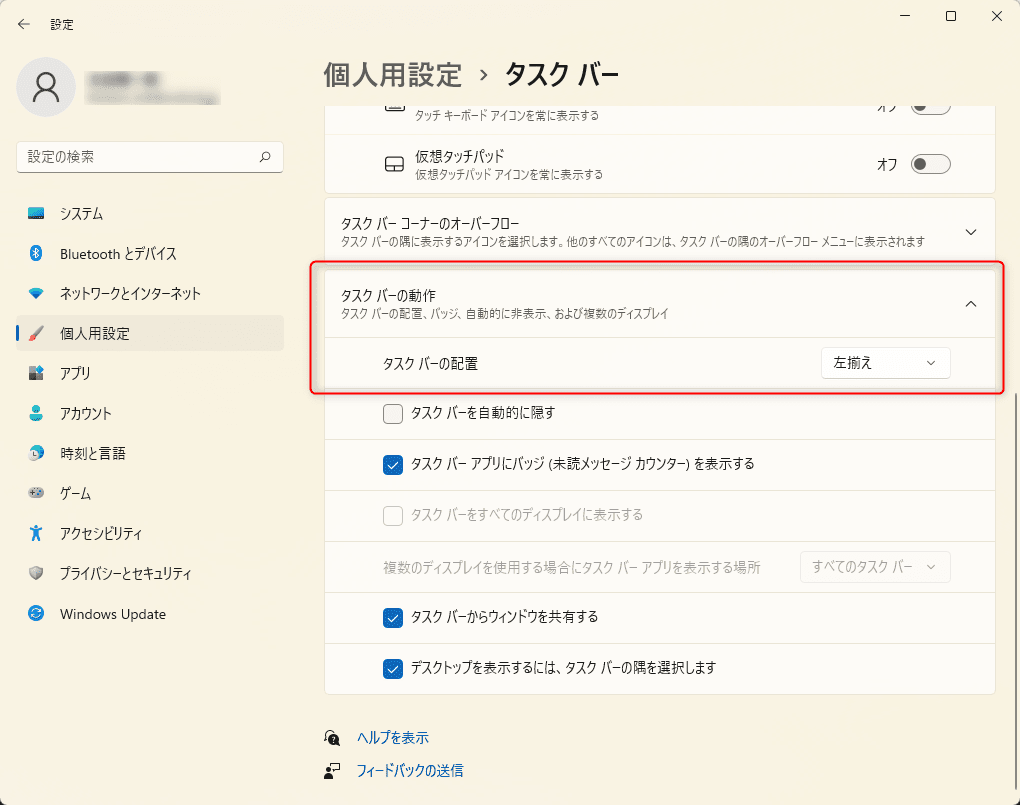 設定
設定の検索
システム
Bluetooth とデバイス
ネットワークとインターネット
個人用設定
アプリ
アカウント
時刻と言語
ゲーム
アクセシビリティ
プライバシーとセキュリティ
Windows Update
個人用設定 › タスク バー
タッチ キーボード アイコンを常に表示する
オフ
仮想タッチパッド
仮想タッチパッド アイコンを常に表示する
オフ
タスク バー コーナーのオーバーフロー
タスク バーの隅に表示するアイコンを選択します。他のすべてのアイコンは、タスク バーの隅のオーバーフロー メニューに表示されます
タスク バーの動作
タスク バーの配置、バッジ、自動的に非表示、および複数のディスプレイ
タスク バーの配置
左揃え
タスク バーを自動的に隠す
タスク バー アプリにバッジ (未読メッセージ カウンター) を表示する
タスク バーをすべてのディスプレイに表示する
複数のディスプレイを使用する場合にタスク バー アプリを表示する場所
すべてのタスク バー
タスク バーからウィンドウを共有する
デスクトップを表示するには、タスク バーの隅を選択します
ヘルプを表示
フィードバックの送信